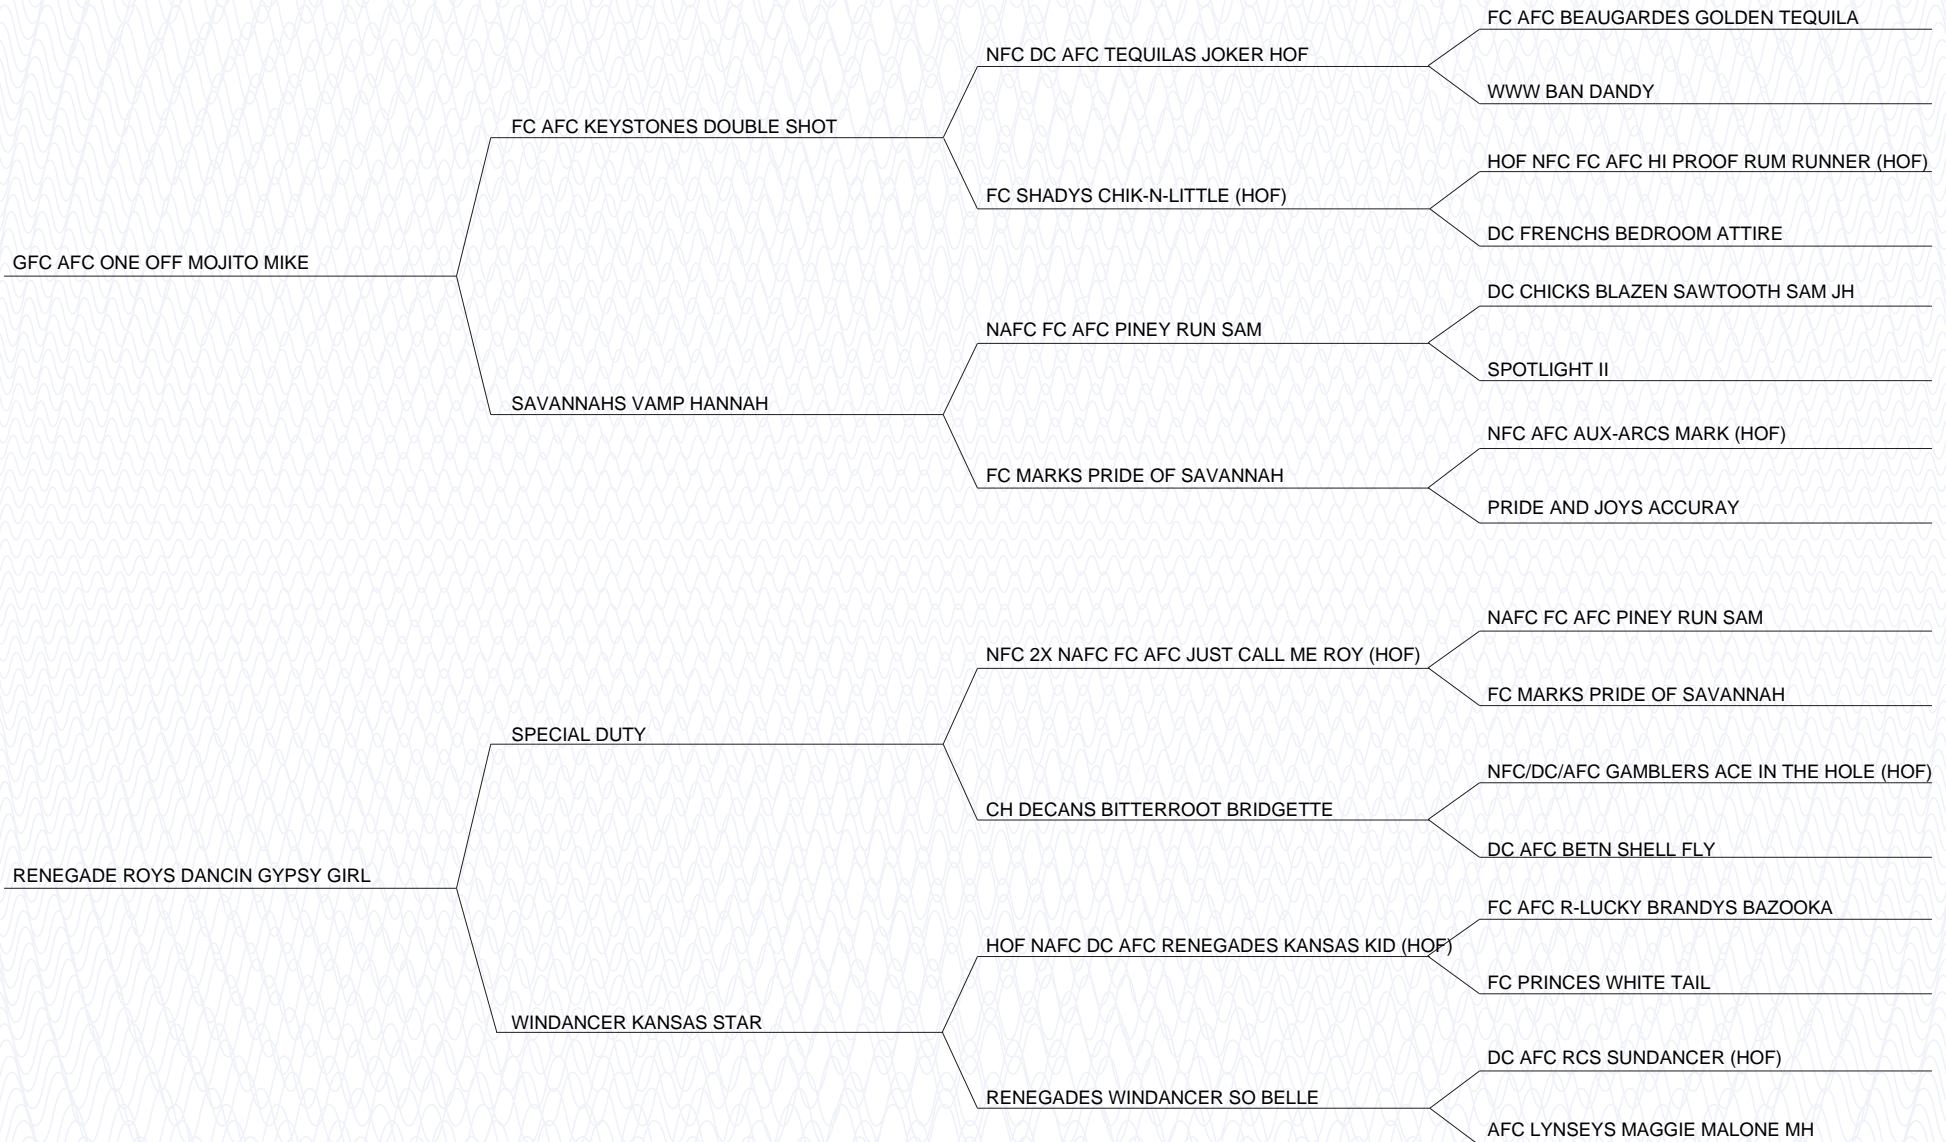 FC AFC BEAUGARDES GOLDEN TEQUILA
NFC DC AFC TEQUILAS JOKER HOF
WWW BAN DANDY
FC AFC KEYSTONES DOUBLE SHOT
HOF NFC FC AFC HI PROOF RUM RUNNER (HOF)
FC SHADYS CHIK-N-LITTLE (HOF)
DC FRENCHS BEDROOM ATTIRE
GFC AFC ONE OFF MOJITO MIKE
DC CHICKS BLAZEN SAWTOOTH SAM JH
NAFC FC AFC PINEY RUN SAM
SPOTLIGHT II
SAVANNAHS VAMP HANNAH
NFC AFC AUX-ARCS MARK (HOF)
FC MARKS PRIDE OF SAVANNAH
PRIDE AND JOYS ACCURAY
NAFC FC AFC PINEY RUN SAM
NFC 2X NAFC FC AFC JUST CALL ME ROY (HOF)
FC MARKS PRIDE OF SAVANNAH
SPECIAL DUTY
NFC/DC/AFC GAMBLERS ACE IN THE HOLE (HOF)
CH DECANS BITTERROOT BRIDGETTE
DC AFC BETN SHELL FLY
RENEGADE ROYS DANCIN GYPSY GIRL
FC AFC R-LUCKY BRANDYS BAZOOKA
HOF NAFC DC AFC RENEGADES KANSAS KID (HOF)
FC PRINCES WHITE TAIL
WINDANCER KANSAS STAR
DC AFC RCS SUNDANCER (HOF)
RENEGADES WINDANCER SO BELLE
AFC LYNSEYS MAGGIE MALONE MH